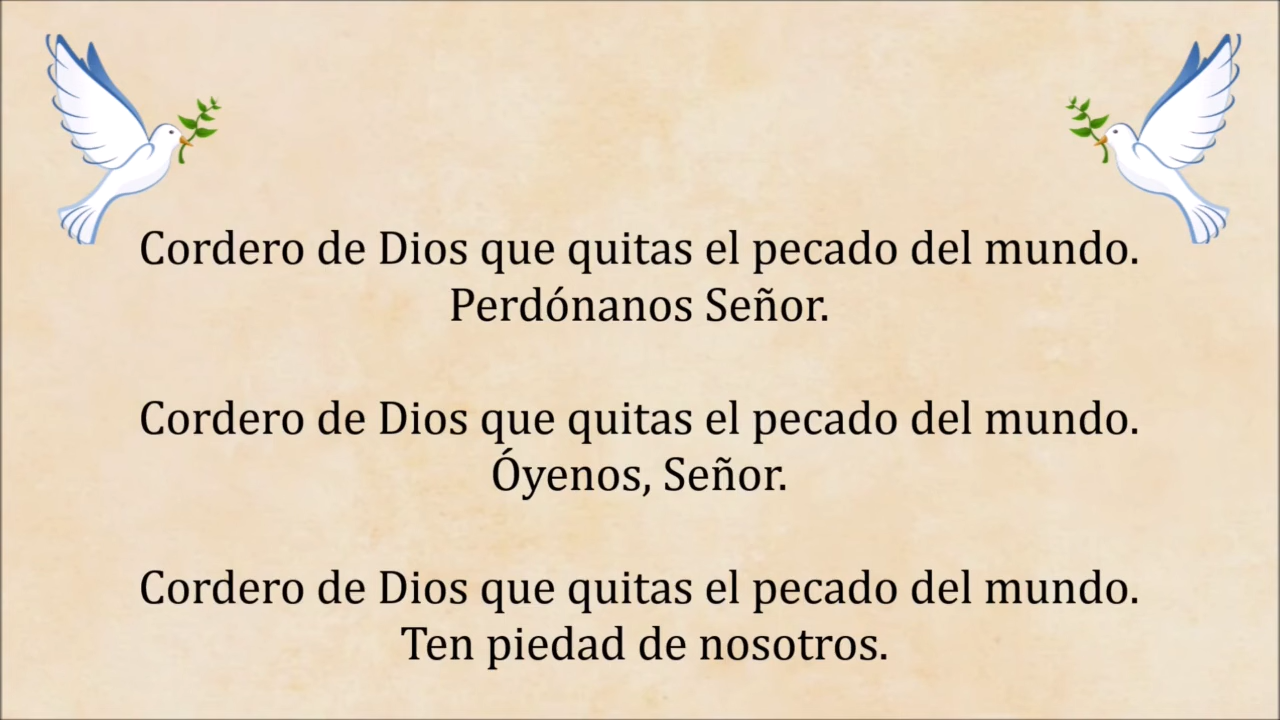 Cordero de Dios que quitas el pecado del mundo.
Perdónanos Señor.
Cordero de Dios que quitas el pecado del mundo.
Óyenos, Señor.
Cordero de Dios que quitas el pecado del mundo.
Ten piedad de nosotros.